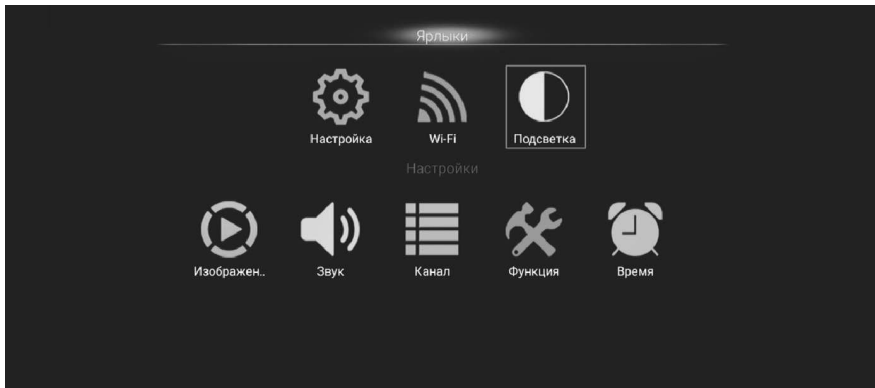 Ярлыки
Настройка Wi-Fi Подсветка
Настройки
Изображен.. Звук Канал Функция Время